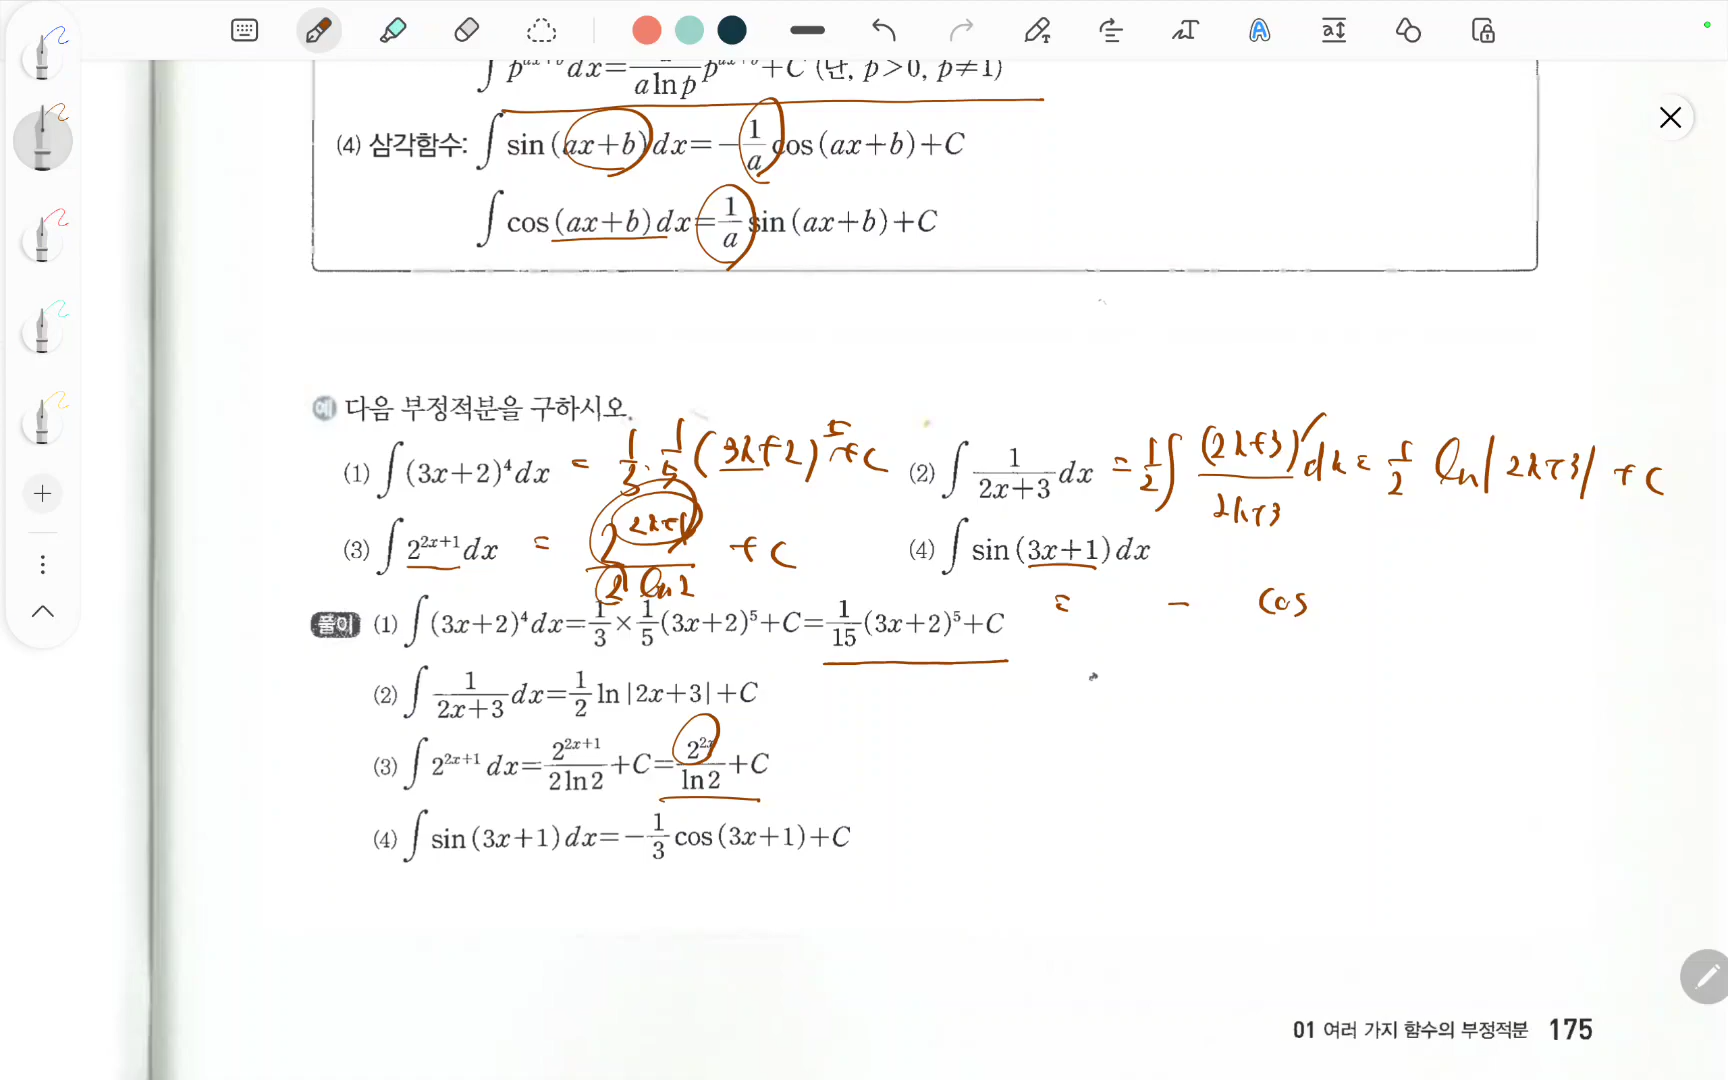 ∫p^{ax+b}dx=1/(a ln p) p^{ax+b}+C (단, p>0, p≠1)
(4) 삼각함수: ∫sin(ax+b)dx=-1/a cos(ax+b)+C
∫cos(ax+b)dx=1/a sin(ax+b)+C
예 다음 부정적분을 구하시오.
(1) ∫(3x+2)⁴dx = 1/3 · 1/5 (3x+2)⁵+C
(2) ∫1/(2x+3) dx = 1/2 ∫(2x+3)′/(2x+3) dx = 1/2 ln|2x+3| + C
(3) ∫2^{2x+1}dx = 2^{2x+1}/(2 ln2) + C
(4) ∫sin(3x+1)dx
= - cos
풀이 (1) ∫(3x+2)⁴dx=1/3×1/5(3x+2)⁵+C=1/15(3x+2)⁵+C
(2) ∫1/(2x+3) dx=1/2 ln|2x+3|+C
(3) ∫2^{2x+1}dx=2^{2x+1}/(2 ln 2)+C=2^{2x}/(ln 2)+C
(4) ∫sin(3x+1)dx=-1/3 cos(3x+1)+C
01 여러 가지 함수의 부정적분 175